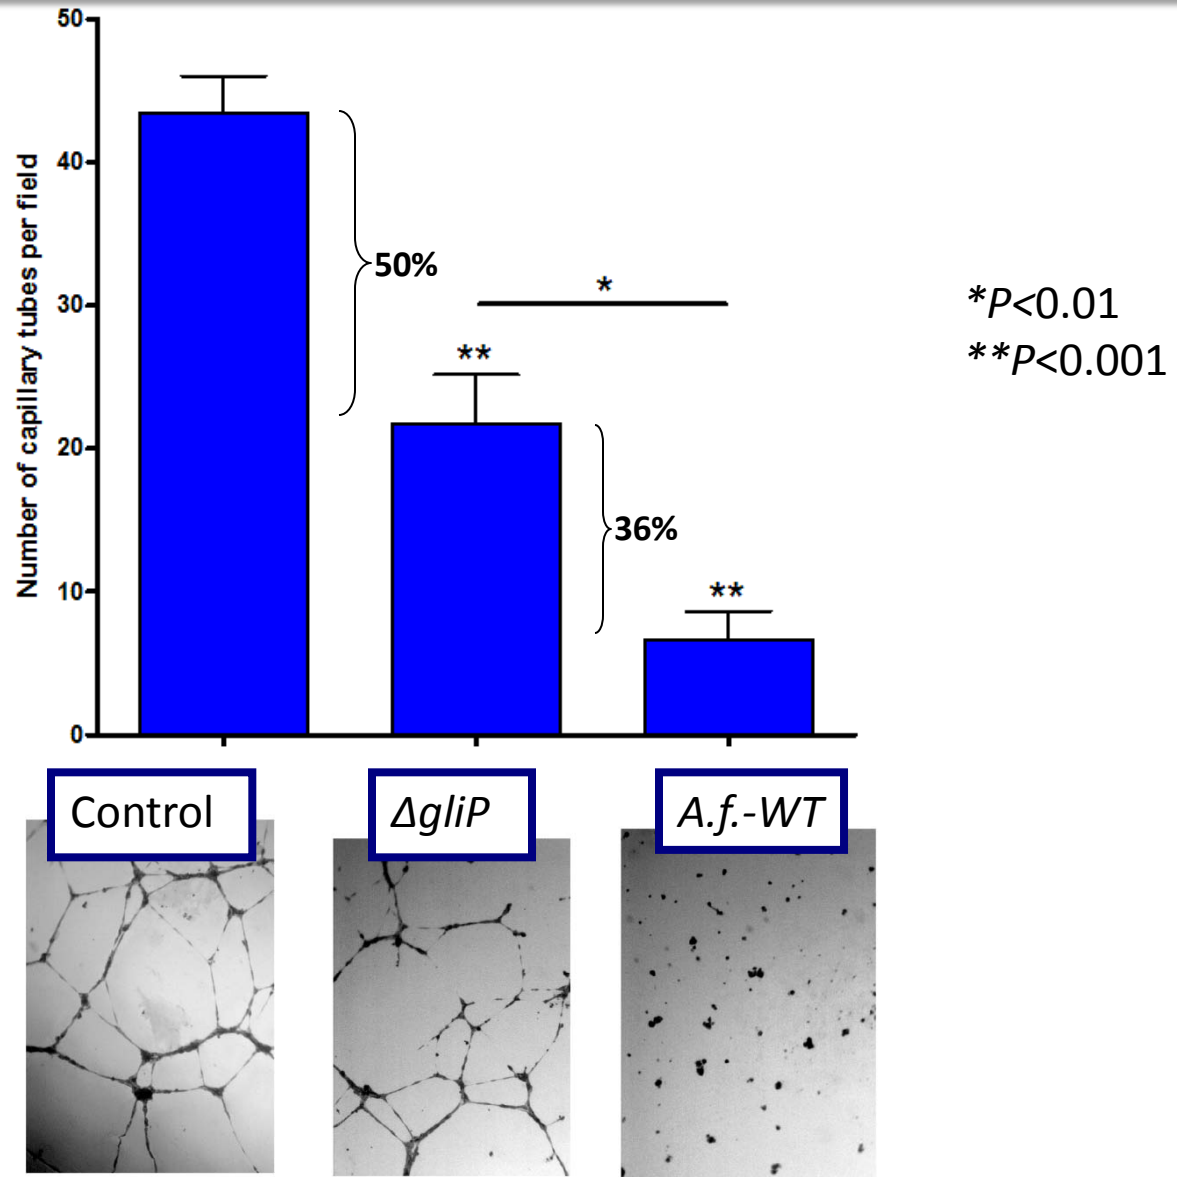 50
40
30
20
10
0
Number of capillary tubes per field
50%
*
**
36%
**
*P<0.01
**P<0.001
Control
ΔgliP
A.f.-WT